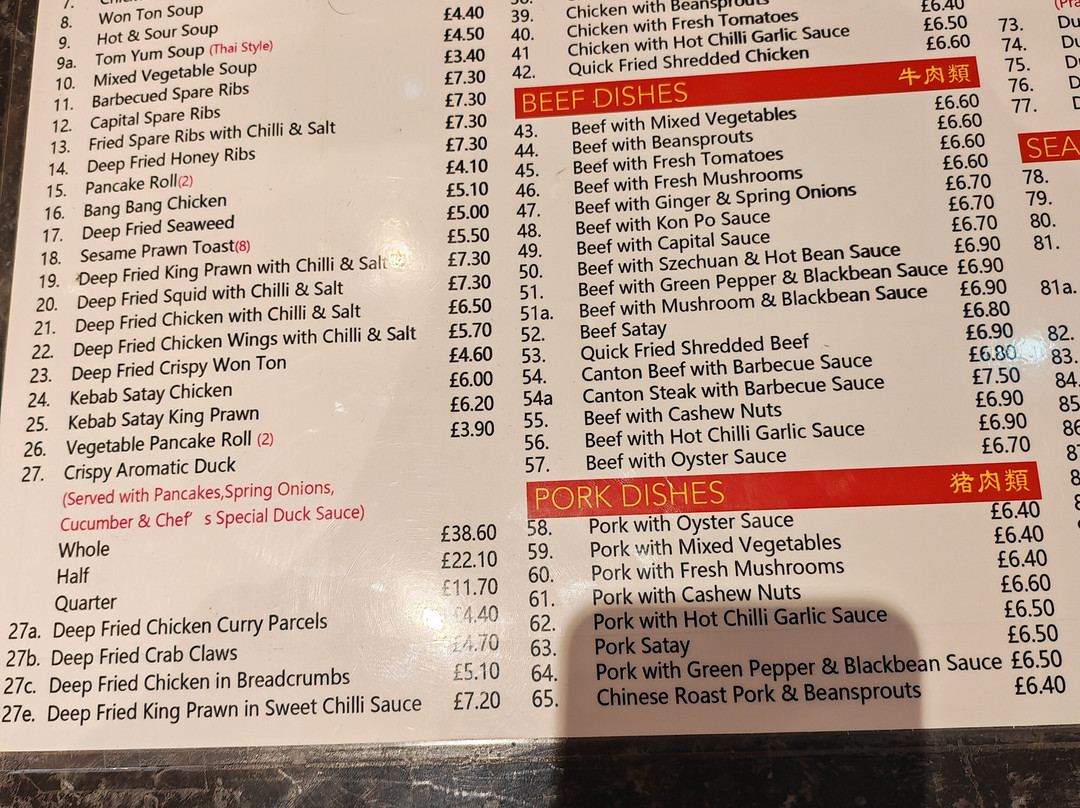 7.
8. Won Ton Soup
9. Hot & Sour Soup £4.40
9a. Tom Yum Soup (Thai Style) £4.50
10. Mixed Vegetable Soup £3.40
11. Barbecued Spare Ribs £7.30
12. Capital Spare Ribs £7.30
13. Fried Spare Ribs with Chilli & Salt £7.30
14. Deep Fried Honey Ribs £7.30
15. Pancake Roll(2) £4.10
16. Bang Bang Chicken £5.10
17. Deep Fried Seaweed £5.00
18. Sesame Prawn Toast(8) £5.50
19. Deep Fried King Prawn with Chilli & Salt £7.30
20. Deep Fried Squid with Chilli & Salt £7.30
21. Deep Fried Chicken with Chilli & Salt £6.50
22. Deep Fried Chicken Wings with Chilli & Salt £5.70
23. Deep Fried Crispy Won Ton £4.60
24. Kebab Satay Chicken £6.00
25. Kebab Satay King Prawn £6.20
26. Vegetable Pancake Roll (2) £3.90
27. Crispy Aromatic Duck
(Served with Pancakes,Spring Onions,
Cucumber & Chef's Special Duck Sauce)
Whole £38.60
Half £22.10
Quarter £11.70
27a. Deep Fried Chicken Curry Parcels £4.40
27b. Deep Fried Crab Claws £4.70
27c. Deep Fried Chicken in Breadcrumbs £5.10
27e. Deep Fried King Prawn in Sweet Chilli Sauce £7.20
39. Chicken with Beansprouts
40. Chicken with Fresh Tomatoes £6.40
41 Chicken with Hot Chilli Garlic Sauce £6.50
42. Quick Fried Shredded Chicken £6.60
BEEF DISHES 牛肉類
43. Beef with Mixed Vegetables £6.60
44. Beef with Beansprouts £6.60
45. Beef with Fresh Tomatoes £6.60
46. Beef with Fresh Mushrooms £6.60
47. Beef with Ginger & Spring Onions £6.70
48. Beef with Kon Po Sauce £6.70
49. Beef with Capital Sauce £6.70
50. Beef with Szechuan & Hot Bean Sauce £6.90
51. Beef with Green Pepper & Blackbean Sauce £6.90
51a. Beef with Mushroom & Blackbean Sauce £6.90
52. Beef Satay £6.80
53. Quick Fried Shredded Beef £6.90
54. Canton Beef with Barbecue Sauce £6.80
54a Canton Steak with Barbecue Sauce £7.50
55. Beef with Cashew Nuts £6.90
56. Beef with Hot Chilli Garlic Sauce £6.90
57. Beef with Oyster Sauce £6.70
PORK DISHES 猪肉類
58. Pork with Oyster Sauce £6.40
59. Pork with Mixed Vegetables £6.40
60. Pork with Fresh Mushrooms £6.40
61. Pork with Cashew Nuts £6.60
62. Pork with Hot Chilli Garlic Sauce £6.50
63. Pork Satay £6.50
64. Pork with Green Pepper & Blackbean Sauce £6.50
65. Chinese Roast Pork & Beansprouts £6.40
73.
74.
75.
76.
77.
SEA
78.
79.
80.
81.
81a.
82.
83.
84.
85
86